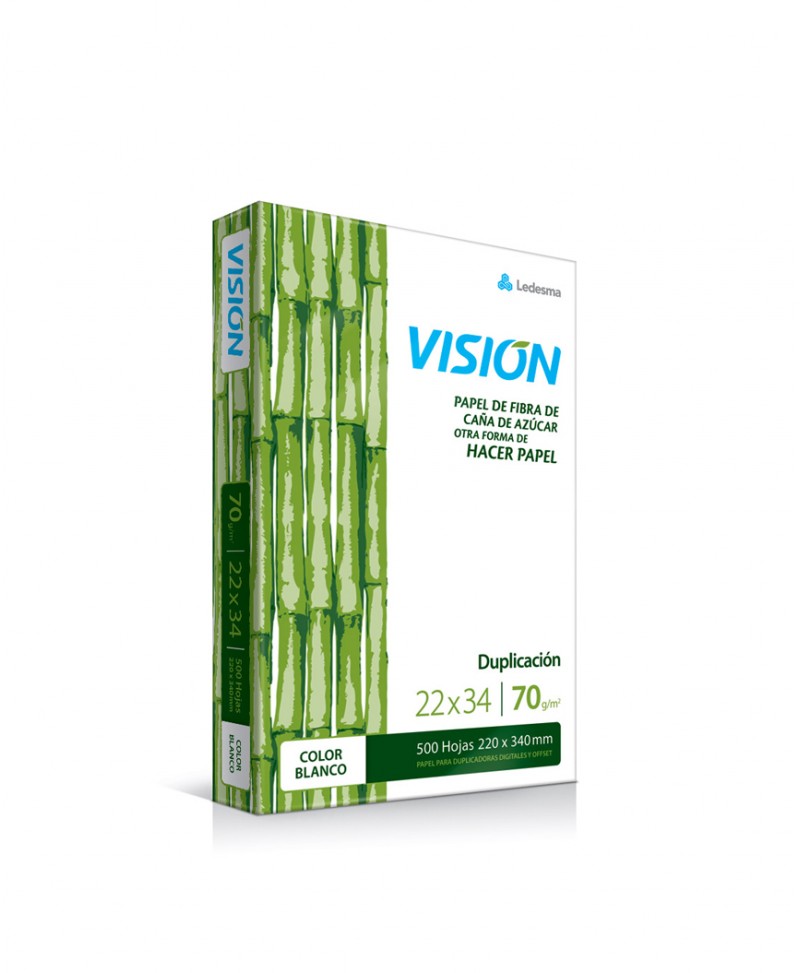 Ledesma
VISIÓN
PAPEL DE FIBRA DE
CAÑA DE AZÚCAR
OTRA FORMA DE
HACER PAPEL
Duplicación
22x34 | 70 g/m²
COLOR
BLANCO
500 Hojas 220 x 340mm
PAPEL PARA DUPLICADORAS DIGITALES Y OFFSET
VISIÓN
70 g/m² | 22x34
500 Hojas
220 x 340mm
COLOR
BLANCO